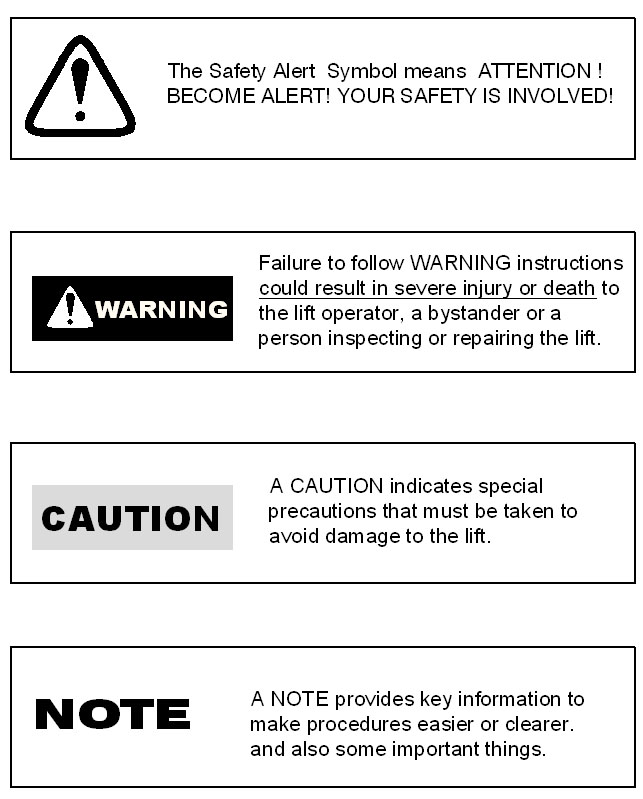 The Safety Alert  Symbol means  ATTENTION !
BECOME ALERT! YOUR SAFETY IS INVOLVED!
WARNING
Failure to follow WARNING instructions
could result in severe injury or death to
the lift operator, a bystander or a
person inspecting or repairing the lift.
CAUTION
A CAUTION indicates special
precautions that must be taken to
avoid damage to the lift.
NOTE
A NOTE provides key information to
make procedures easier or clearer.
and also some important things.